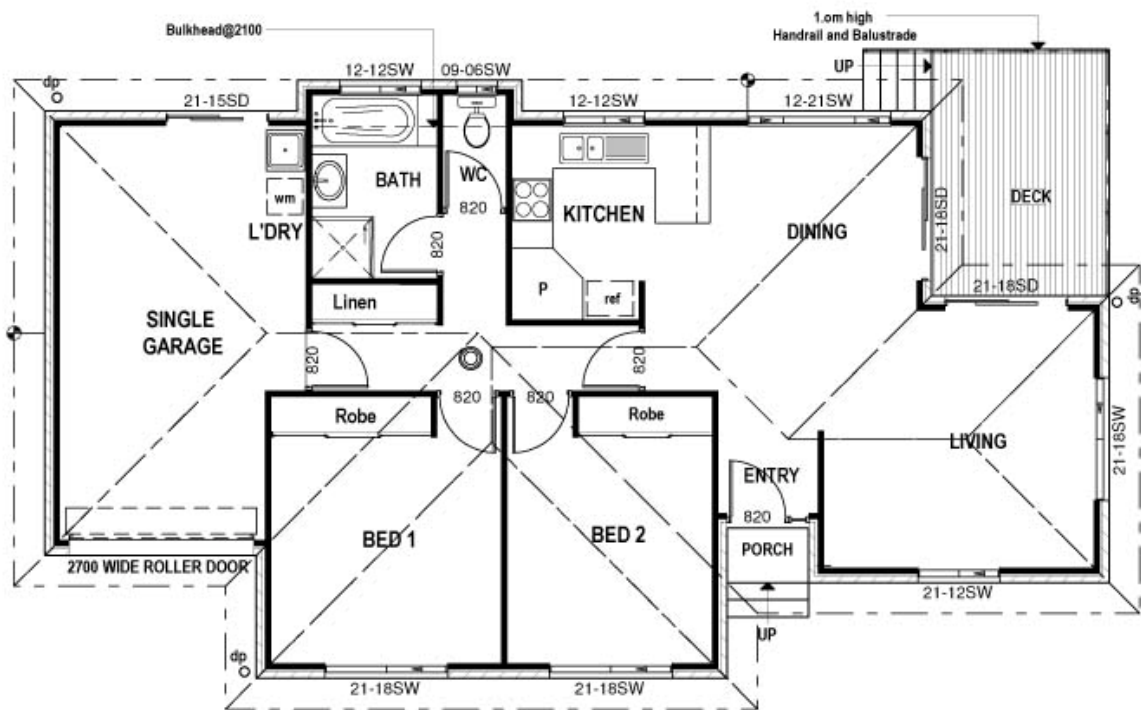 1.om high
Handrail and Balustrade
Bulkhead@2100
UP
dp
12-12SW
09-06SW
21-15SD
12-12SW
12-21SW
WC
BATH
wm
820
KITCHEN
DECK
L'DRY
820
DINING
21-18SD
P
ref
21-18SD
dp
Linen
SINGLE
GARAGE
820
820
820
820
Robe
Robe
LIVING
21-18SW
ENTRY
820
BED 1
BED 2
PORCH
2700 WIDE ROLLER DOOR
21-12SW
UP
dp
21-18SW
21-18SW